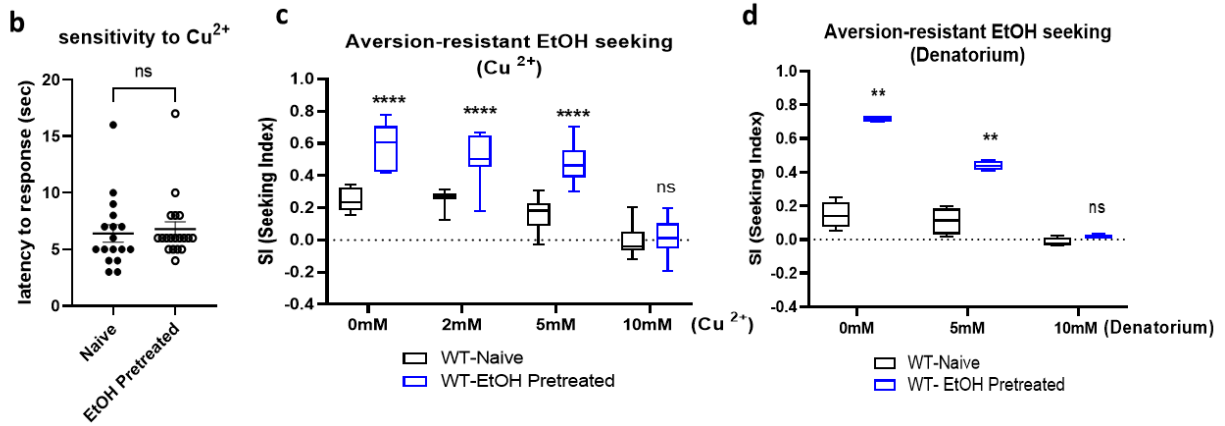 b
sensitivity to Cu2+
ns
20
15
10
5
0
latency to response (sec)
Naive
EtOH Pretreated
c
Aversion-resistant EtOH seeking
(Cu 2+)
1.0
0.8
0.6
0.4
0.2
0.0
-0.2
-0.4
SI (Seeking Index)
****
****
****
ns
0mM 2mM 5mM 10mM (Cu 2+)
WT-Naive
WT-EtOH Pretreated
d
Aversion-resistant EtOH seeking
(Denatorium)
1.0
0.8
0.6
0.4
0.2
0.0
-0.2
-0.4
SI (Seeking Index)
**
**
ns
0mM 5mM 10mM (Denatorium)
WT-Naive
WT- EtOH Pretreated